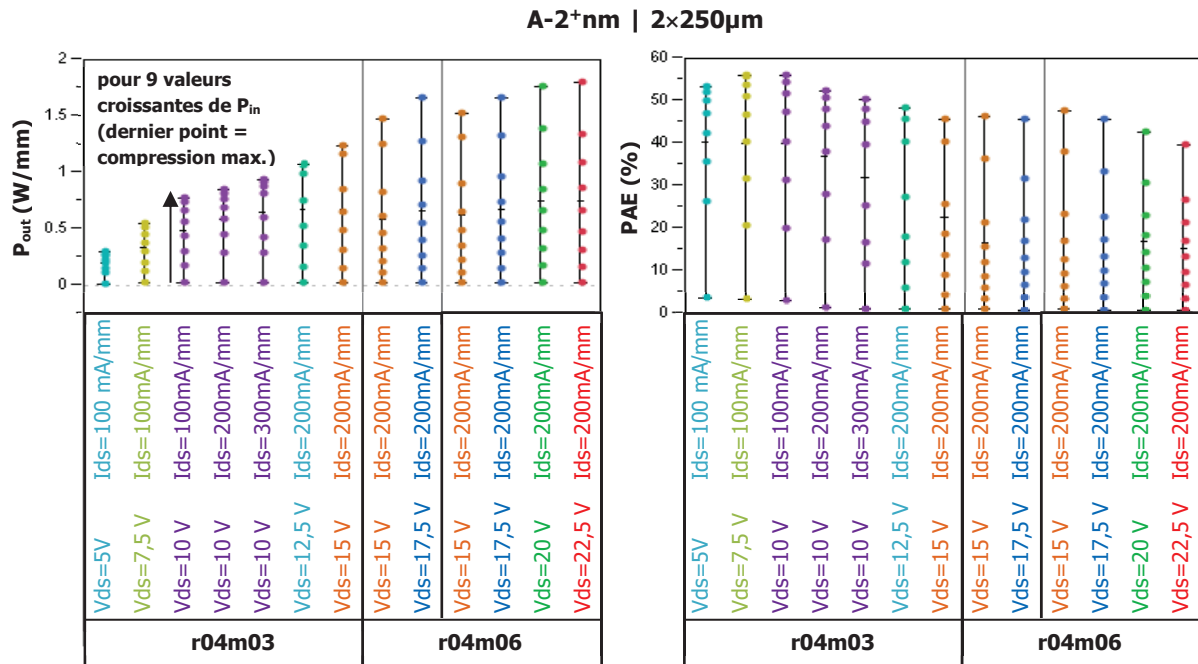 A-2⁺nm | 2×250µm
2
1.5
1
0.5
0
Pout (W/mm)
pour 9 valeurs
croissantes de Pin
(dernier point =
compression max.)
Vds=5V Ids=100 mA/mm
Vds=7,5 V Ids=100mA/mm
Vds=10 V Ids=100mA/mm
Vds=10 V Ids=200mA/mm
Vds=10 V Ids=300mA/mm
Vds=12,5 V Ids=200mA/mm
Vds=15 V Ids=200mA/mm
Vds=15 V Ids=200mA/mm
Vds=17,5 V Ids=200mA/mm
Vds=15 V Ids=200mA/mm
Vds=17,5 V Ids=200mA/mm
Vds=20 V Ids=200mA/mm
Vds=22,5 V Ids=200mA/mm
r04m03
r04m06
60
50
40
30
20
10
0
PAE (%)
Vds=5V Ids=100 mA/mm
Vds=7,5 V Ids=100mA/mm
Vds=10 V Ids=100mA/mm
Vds=10 V Ids=200mA/mm
Vds=10 V Ids=300mA/mm
Vds=12,5 V Ids=200mA/mm
Vds=15 V Ids=200mA/mm
Vds=15 V Ids=200mA/mm
Vds=17,5 V Ids=200mA/mm
Vds=15 V Ids=200mA/mm
Vds=17,5 V Ids=200mA/mm
Vds=20 V Ids=200mA/mm
Vds=22,5 V Ids=200mA/mm
r04m03
r04m06